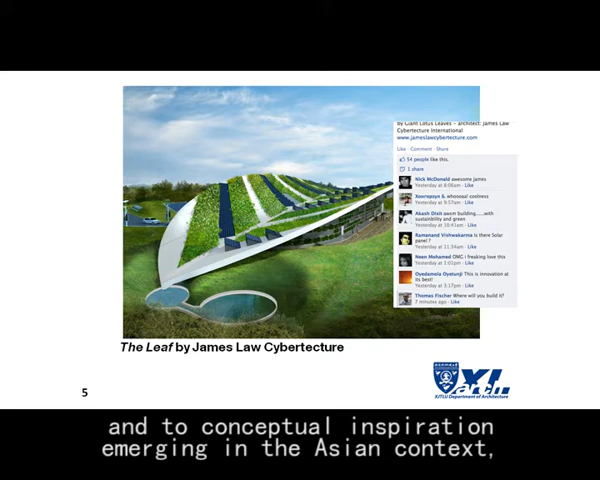 by Giant Lotus Leaves – architect: James Law
Cybertecture International
www.jameslawcybertecture.com
Like · Comment · Share
54 people like this.
1 share
Nick McDonald awesome james
Yesterday at 8:06am · Like
& whoooa! coolness
Yesterday at 9:57am · Like
Akash Dixit awsm building......with
sustainbility and green
Yesterday at 10:41am · Like
Ramanand Vishwakarma is there Solar
panel ?
Yesterday at 11:34am · Like
Neen Mohamed OMG i freaking love this
Yesterday at 1:01pm · Like
Oyedamola Oyetunji This is innovation at
its best!
Yesterday at 3:17pm · Like
Thomas Fischer Where will you build it?
7 minutes ago · Like
The Leaf by James Law Cybertecture
XJTLU Department of Architecture
5
and to conceptual inspiration
emerging in the Asian context,